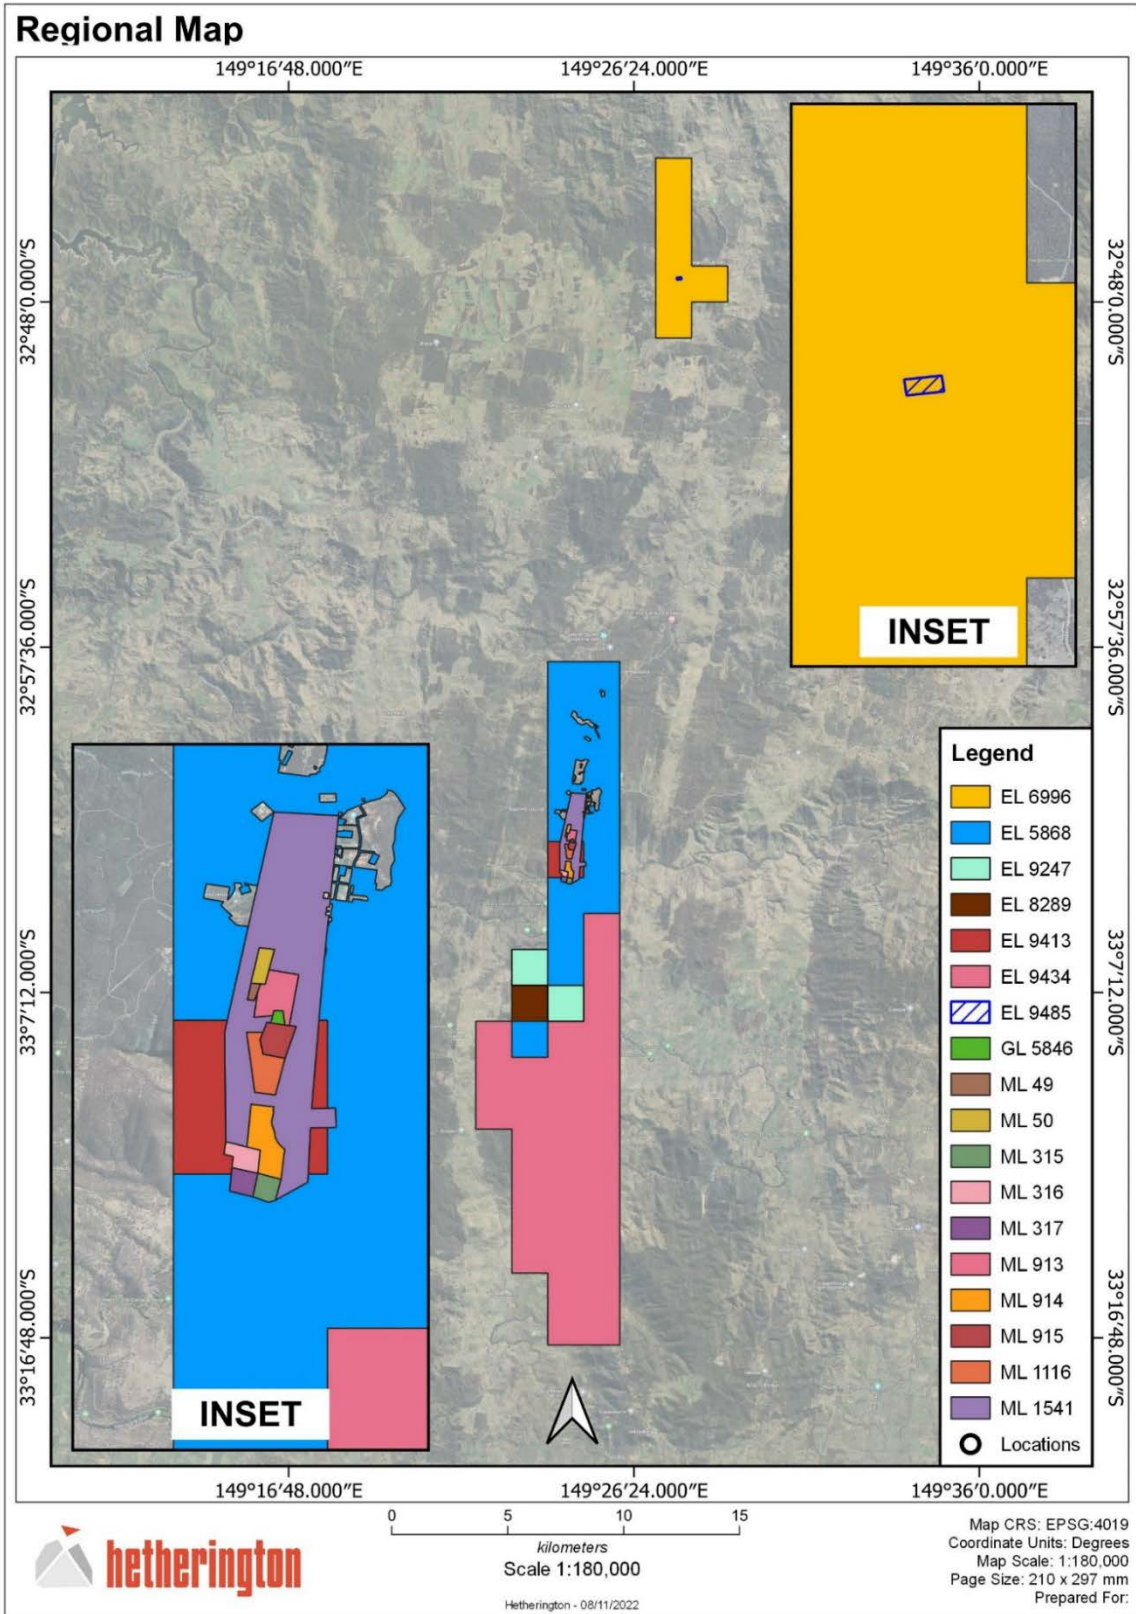 Regional Map
149°16′48.000″E
149°26′24.000″E
149°36′0.000″E
32°48′0.000″S
32°48′0.000″S
INSET
32°57′36.000″S
32°57′36.000″S
Legend
EL 6996
EL 5868
EL 9247
EL 8289
EL 9413
EL 9434
EL 9485
GL 5846
ML 49
ML 50
ML 315
ML 316
ML 317
ML 913
ML 914
ML 915
ML 1116
ML 1541
Locations
33°7′12.000″S
33°7′12.000″S
33°16′48.000″S
33°16′48.000″S
INSET
149°16′48.000″E
149°26′24.000″E
149°36′0.000″E
0 5 10 15
kilometers
Scale 1:180,000
Hetherington - 08/11/2022
hetherington
Map CRS: EPSG:4019
Coordinate Units: Degrees
Map Scale: 1:180,000
Page Size: 210 x 297 mm
Prepared For: